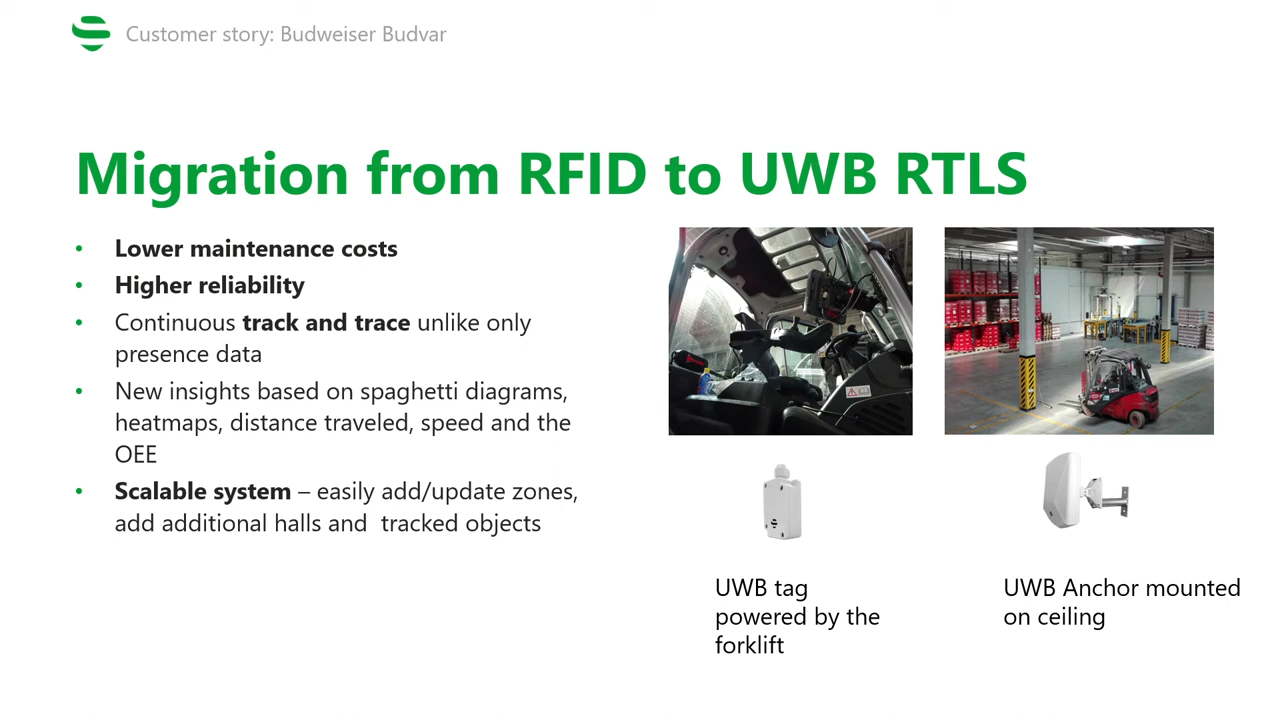 Customer story: Budweiser Budvar
Migration from RFID to UWB RTLS
• Lower maintenance costs
• Higher reliability
• Continuous track and trace unlike only
presence data
• New insights based on spaghetti diagrams,
heatmaps, distance traveled, speed and the
OEE
• Scalable system – easily add/update zones,
add additional halls and  tracked objects
UWB tag
powered by the
forklift
UWB Anchor mounted
on ceiling